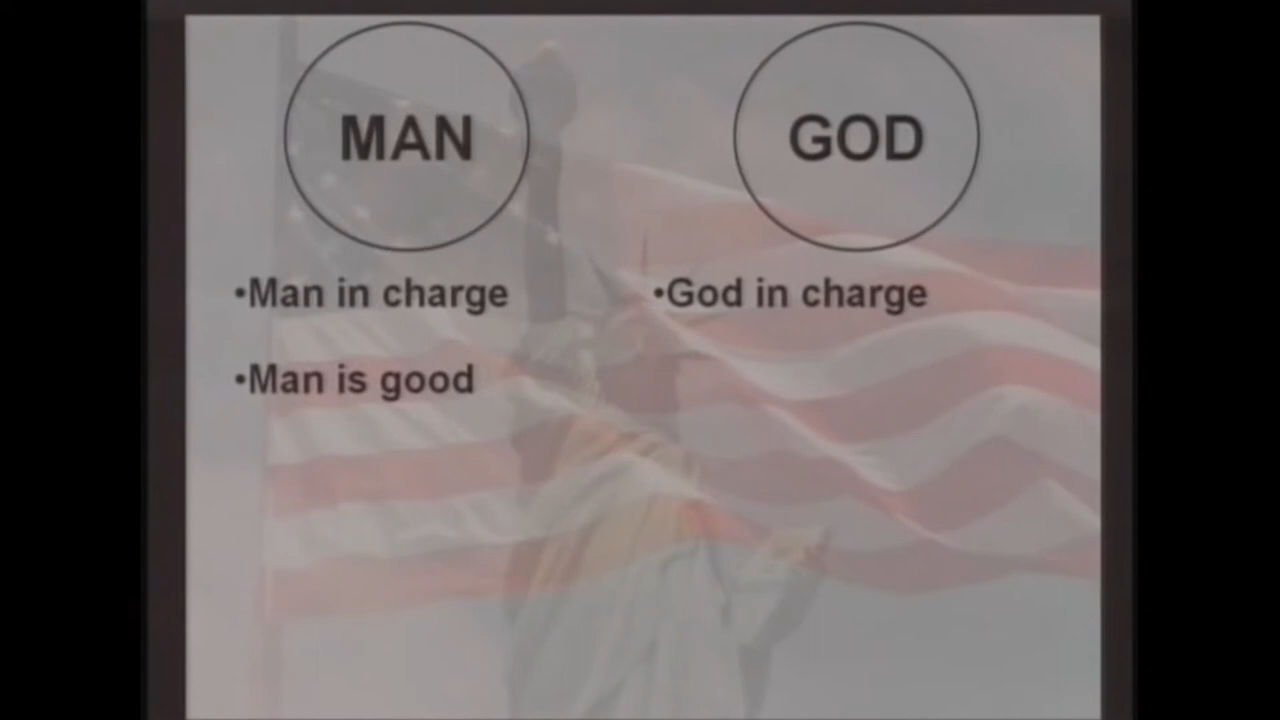 MAN
GOD
•Man in charge
•God in charge
•Man is good